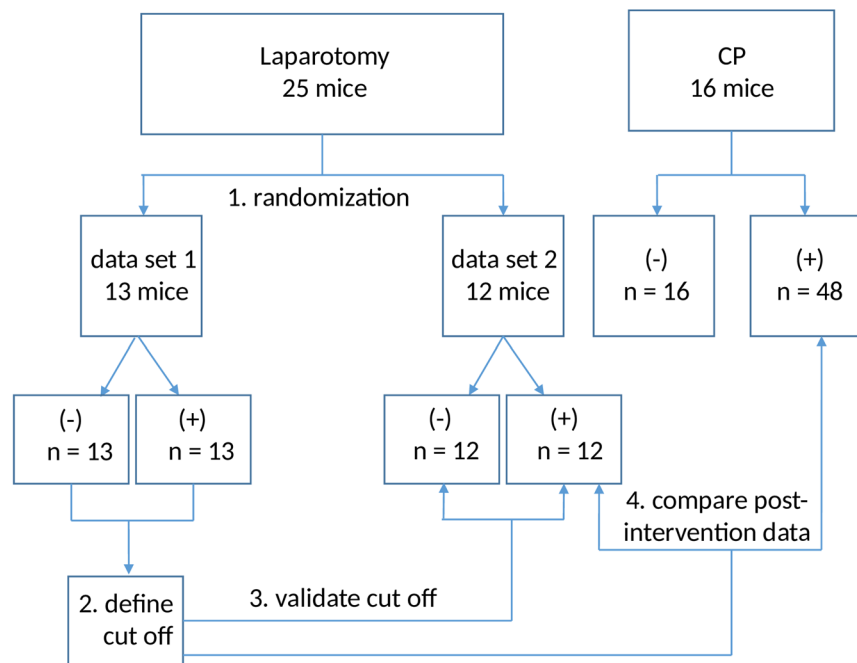 Laparotomy
25 mice
CP
16 mice
1. randomization
data set 1
13 mice
data set 2
12 mice
(-)
n = 16
(+)
n = 48
(-)
n = 13
(+)
n = 13
(-)
n = 12
(+)
n = 12
4. compare post-
intervention data
2. define
cut off
3. validate cut off